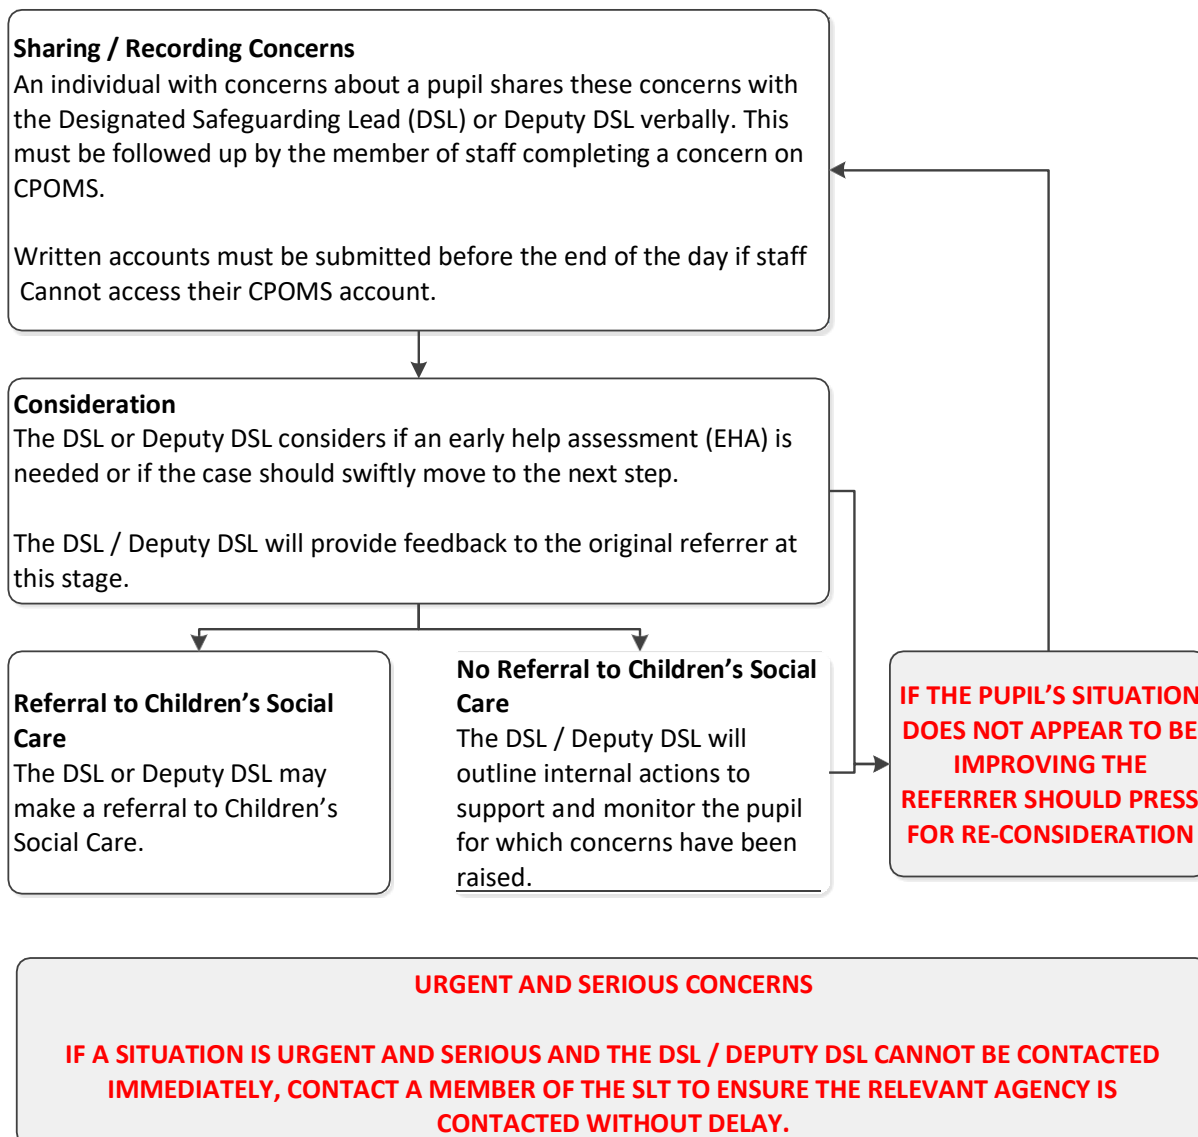 Sharing / Recording Concerns
An individual with concerns about a pupil shares these concerns with
the Designated Safeguarding Lead (DSL) or Deputy DSL verbally. This
must be followed up by the member of staff completing a concern on
CPOMS.
Written accounts must be submitted before the end of the day if staff
Cannot access their CPOMS account.
Consideration
The DSL or Deputy DSL considers if an early help assessment (EHA) is
needed or if the case should swiftly move to the next step.
The DSL / Deputy DSL will provide feedback to the original referrer at
this stage.
Referral to Children’s Social
Care
The DSL or Deputy DSL may
make a referral to Children’s
Social Care.
No Referral to Children’s Social
Care
The DSL / Deputy DSL will
outline internal actions to
support and monitor the pupil
for which concerns have been
raised.
IF THE PUPIL’S SITUATION
DOES NOT APPEAR TO BE
IMPROVING THE
REFERRER SHOULD PRESS
FOR RE-CONSIDERATION
URGENT AND SERIOUS CONCERNS
IF A SITUATION IS URGENT AND SERIOUS AND THE DSL / DEPUTY DSL CANNOT BE CONTACTED
IMMEDIATELY, CONTACT A MEMBER OF THE SLT TO ENSURE THE RELEVANT AGENCY IS
CONTACTED WITHOUT DELAY.